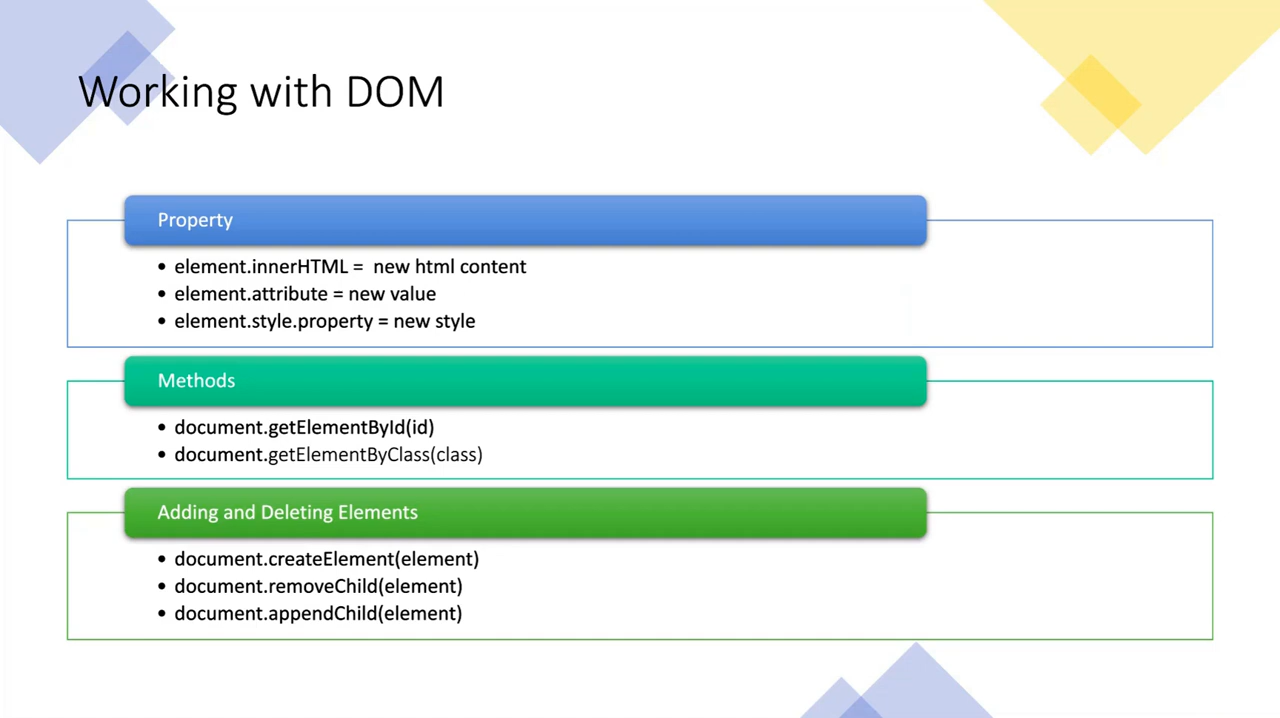 Working with DOM
Property
• element.innerHTML =  new html content
• element.attribute = new value
• element.style.property = new style
Methods
• document.getElementById(id)
• document.getElementByClass(class)
Adding and Deleting Elements
• document.createElement(element)
• document.removeChild(element)
• document.appendChild(element)